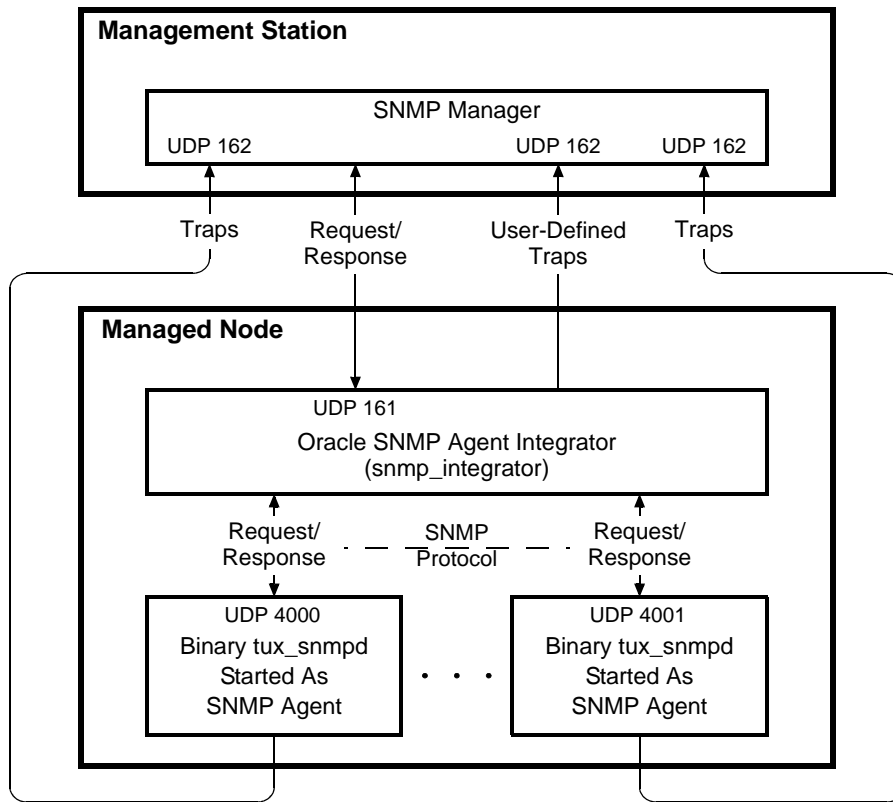 Management Station
SNMP Manager
UDP 162
UDP 162
UDP 162
Traps
Request/
Response
User-Defined
Traps
Traps
Managed Node
UDP 161
Oracle SNMP Agent Integrator
(snmp_integrator)
Request/
Response
SNMP
Protocol
Request/
Response
UDP 4000
Binary tux_snmpd
Started As
SNMP Agent
. . .
UDP 4001
Binary tux_snmpd
Started As
SNMP Agent